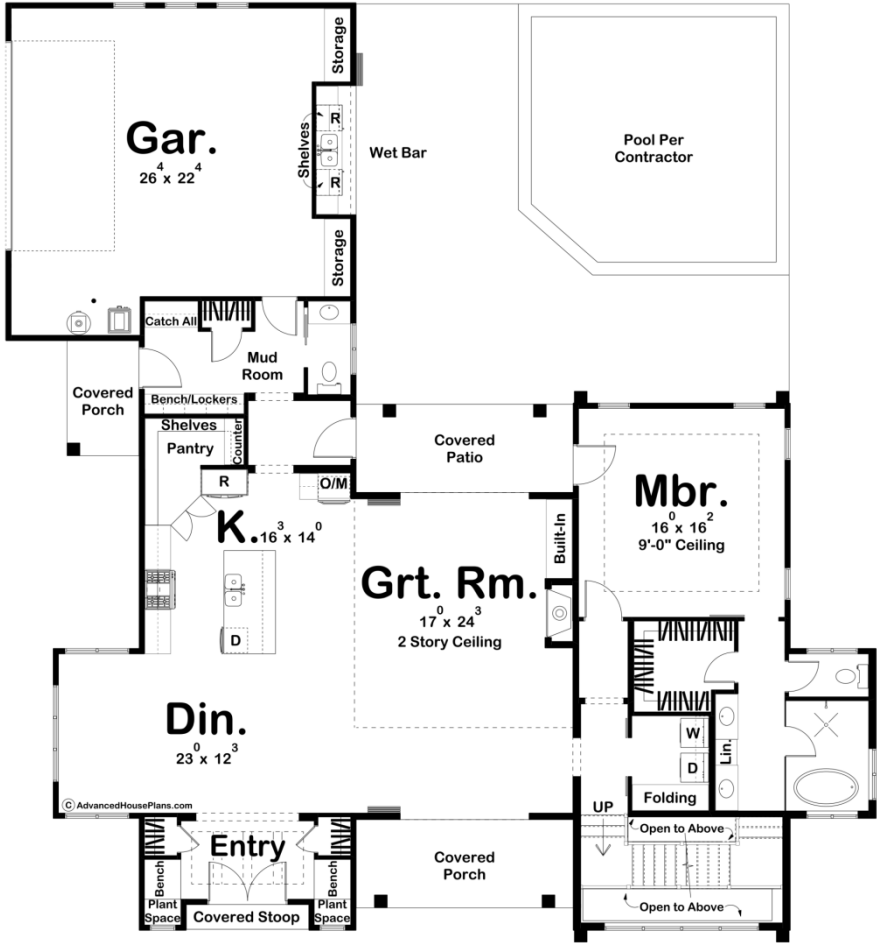 Storage
Gar.
26⁴ x 22⁴
Shelves
R
R
Wet Bar
Pool Per
Contractor
Storage
Catch All
Mud
Room
Covered
Porch
Bench/Lockers
Shelves
Pantry
Counter
R
O/M
Covered
Patio
K. 16³ x 14⁰
Built-In
Mbr.
16⁰ x 16²
9'-0" Ceiling
Grt. Rm.
17⁰ x 24³
2 Story Ceiling
D
Din.
23⁰ x 12³
W
D
Lin.
Folding
© AdvancedHousePlans.com
UP
Entry
Bench
Bench
Plant
Space
Plant
Space
Covered Stoop
Covered
Porch
Open to Above
Open to Above